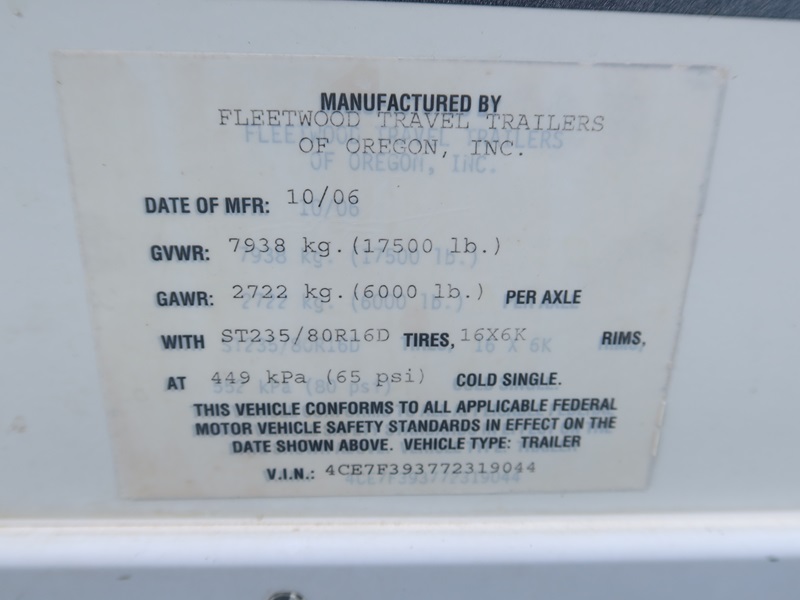 MANUFACTURED BY
FLEETWOOD TRAVEL TRAILERS
OF OREGON, INC.
DATE OF MFR: 10/06
GVWR: 7938 kg. (17500 lb.)
GAWR: 2722 kg. (6000 lb.) PER AXLE
WITH ST235/80R16D TIRES, 16X6K RIMS,
AT 449 kPa (65 psi) COLD SINGLE.
THIS VEHICLE CONFORMS TO ALL APPLICABLE FEDERAL
MOTOR VEHICLE SAFETY STANDARDS IN EFFECT ON THE
DATE SHOWN ABOVE. VEHICLE TYPE: TRAILER
V.I.N.: 4CE7F393772319044